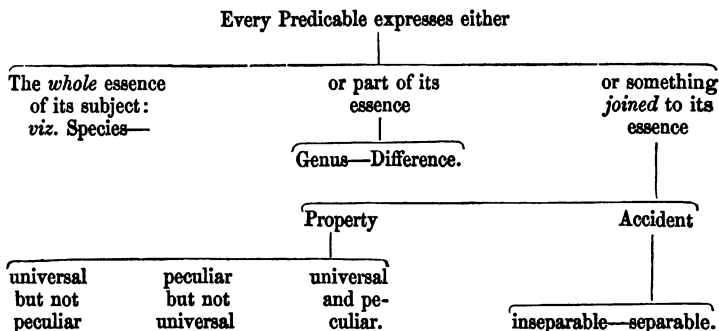 Every Predicable expresses either
The whole essence
of its subject:
viz. Species—
or part of its
essence
or something
joined to its
essence
Genus—Difference.
Property
Accident
universal
but not
peculiar
peculiar
but not
universal
universal
and pe-
culiar.
inseparable—separable.